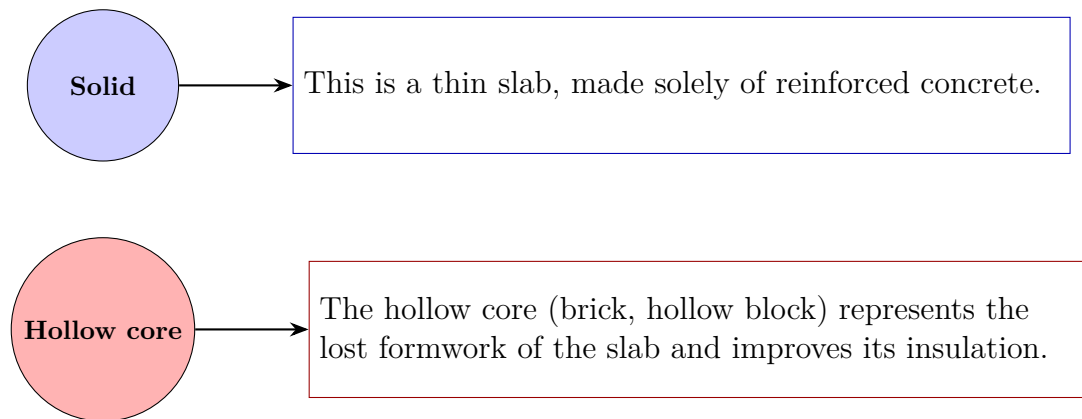 Solid
This is a thin slab, made solely of reinforced concrete.
Hollow core
The hollow core (brick, hollow block) represents the
lost formwork of the slab and improves its insulation.